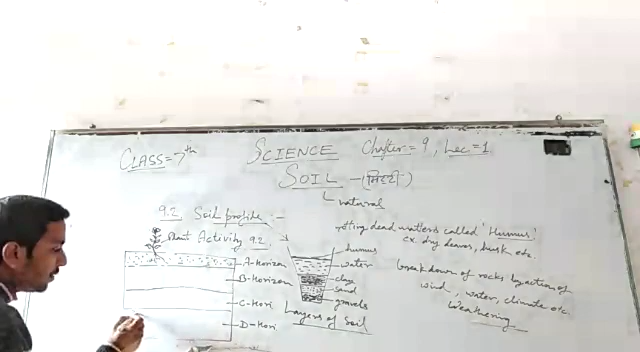 CLASS=7th SCIENCE Chapter=9, Lec=1
SOIL-(मिट्टी)
natural
9.2 Soil profile:-
rotting dead matters called 'Humus'
ex. dry leaves, husk etc.
Plant Activity 9.2
humus
water
clay
sand
gravels
A-Horizon
B-Horizon
C-Hori
D-Hori
Layers of Soil
breakdown of rocks by action of
wind, water, climate etc.
Weathering